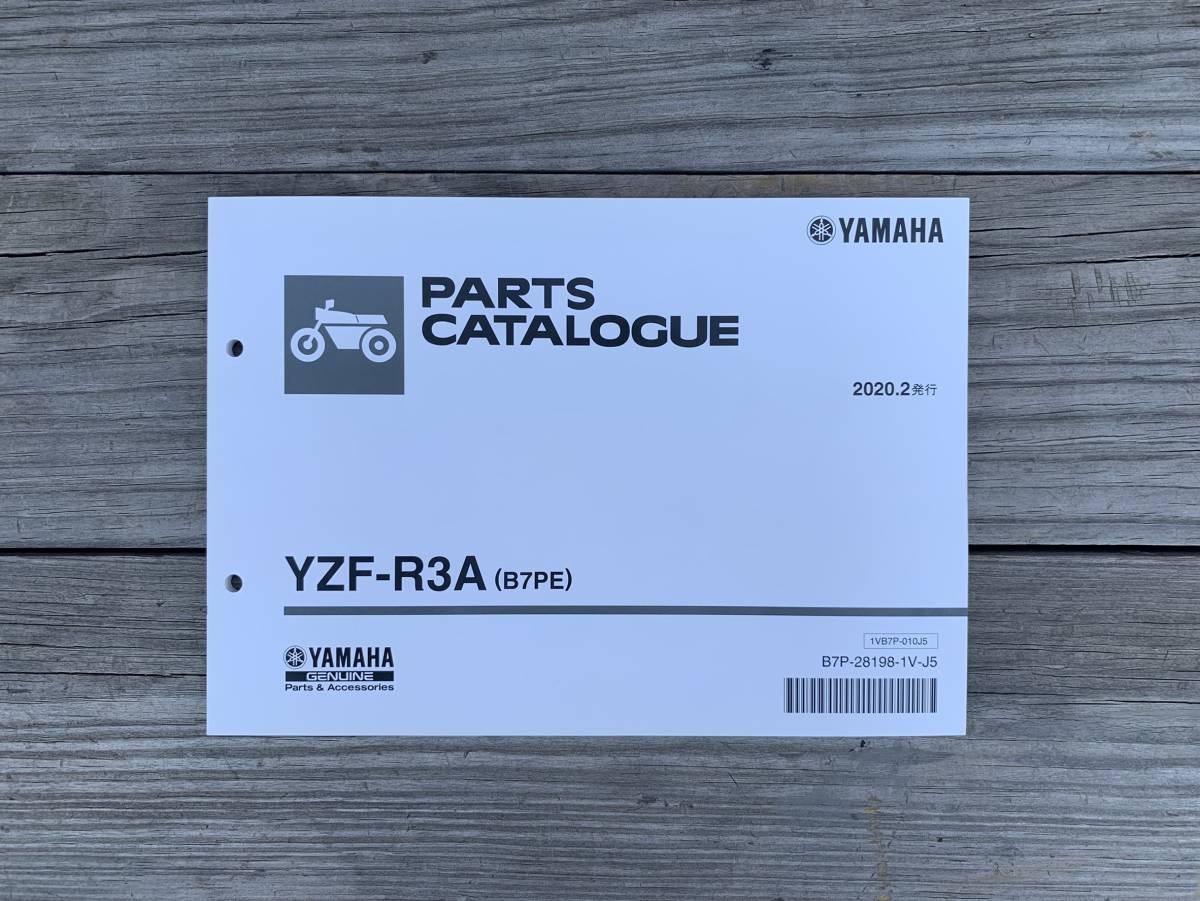 YAMAHA
PARTS
CATALOGUE
2020.2発行
YZF-R3A (B7PE)
YAMAHA
GENUINE
Parts & Accessories
1VB7P-010J5
B7P-28198-1V-J5